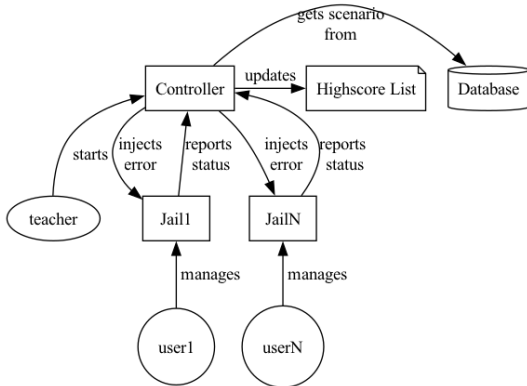 gets scenario
from
updates
Controller
Highscore List
Database
starts
injects
error
reports
status
injects
error
reports
status
teacher
Jail1
JailN
manages
manages
user1
userN